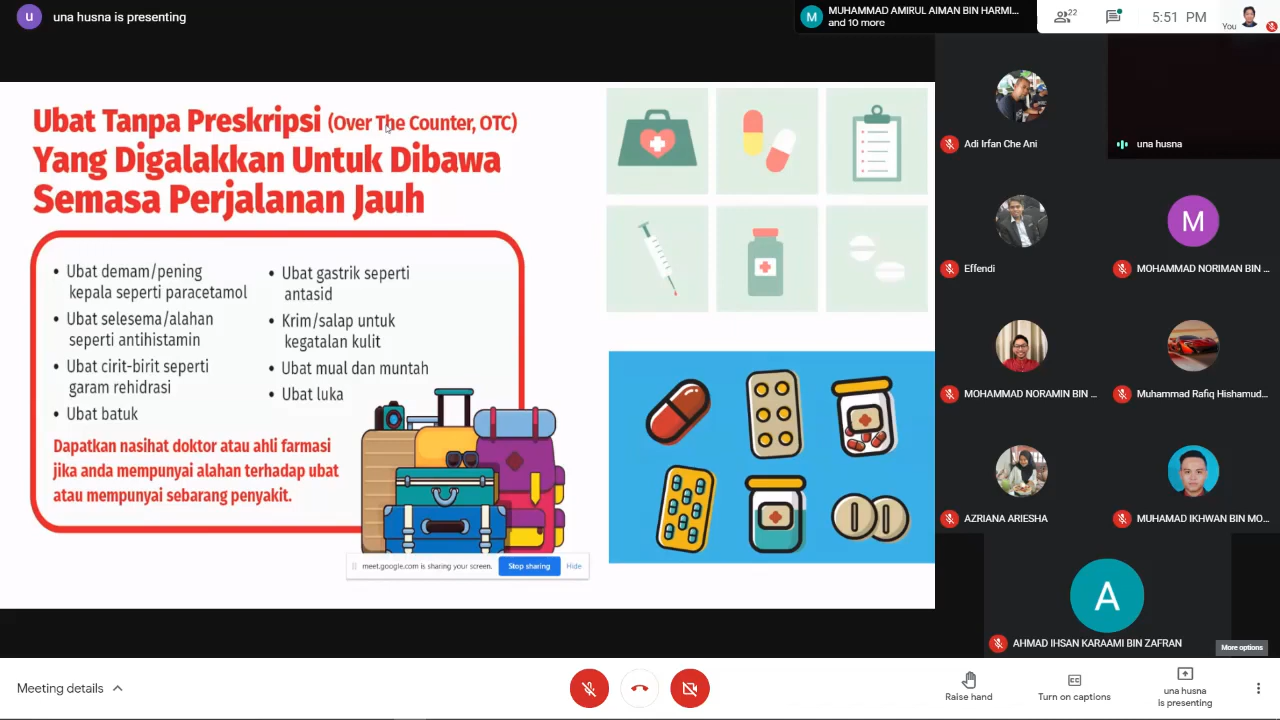 u
una husna is presenting
M
MUHAMMAD AMIRUL AIMAN BIN HARMI...
and 10 more
22
5:51 PM
You
Ubat Tanpa Preskripsi (Over The Counter, OTC)
Yang Digalakkan Untuk Dibawa
Semasa Perjalanan Jauh
• Ubat demam/pening
kepala seperti paracetamol
• Ubat selesema/alahan
seperti antihistamin
• Ubat cirit-birit seperti
garam rehidrasi
• Ubat batuk
• Ubat gastrik seperti
antasid
• Krim/salap untuk
kegatalan kulit
• Ubat mual dan muntah
• Ubat luka
Dapatkan nasihat doktor atau ahli farmasi
jika anda mempunyai alahan terhadap ubat
atau mempunyai sebarang penyakit.
meet.google.com is sharing your screen.
Stop sharing
Hide
Adi Irfan Che Ani
una husna
Effendi
M
MOHAMMAD NORIMAN BIN ...
MOHAMMAD NORAMIN BIN ...
Muhammad Rafiq Hishamud...
AZRIANA ARIESHA
MUHAMAD IKHWAN BIN MO...
A
AHMAD IHSAN KARAAMI BIN ZAFRAN
More options
Meeting details
Raise hand
CC
Turn on captions
una husna
is presenting